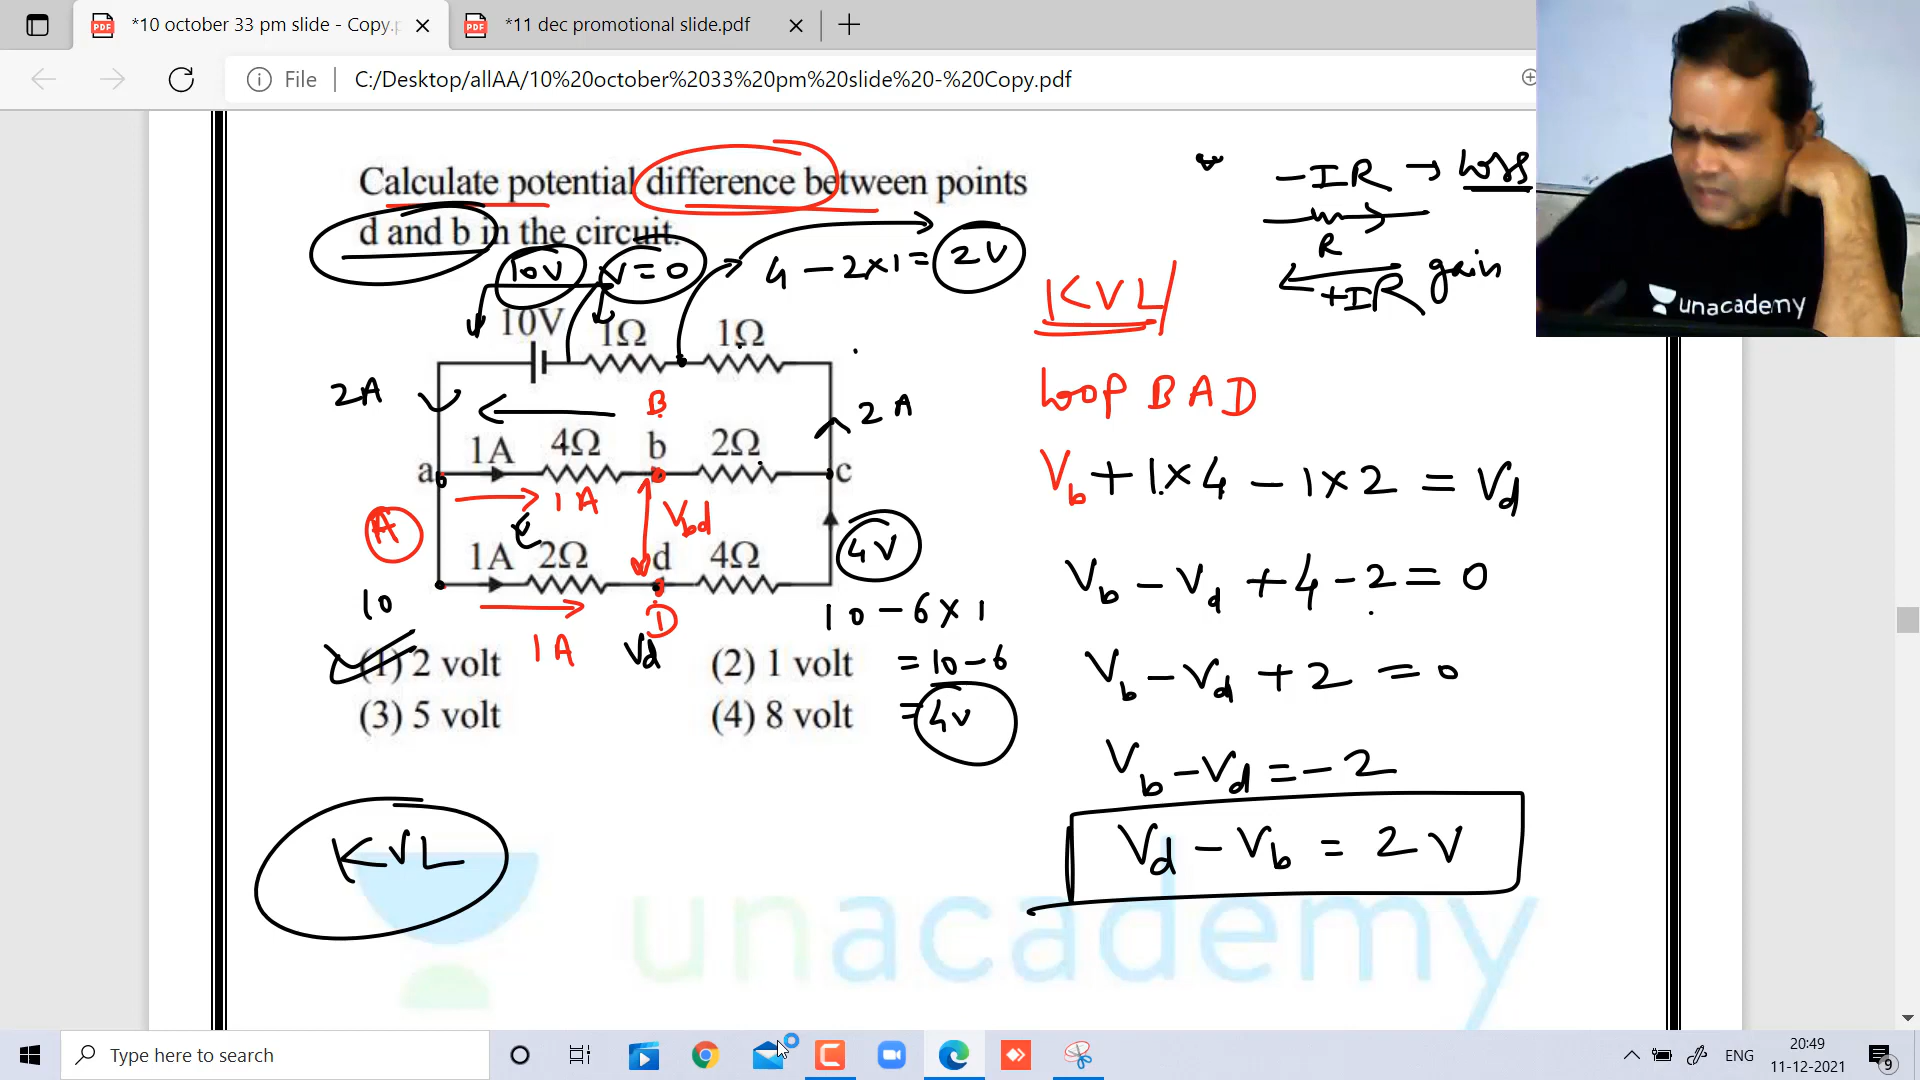 *10 october 33 pm slide - Copy.p
*11 dec promotional slide.pdf
File
C:/Desktop/allAA/10%20october%2033%20pm%20slide%20-%20Copy.pdf
Calculate potential difference between points
d and b in the circuit.
10V
V=0
4 - 2×1 = 2V
10V
1Ω
1Ω
2A
B
2A
1A
4Ω
b
2Ω
a
c
1A
A
Vbd
1A
2Ω
d
4Ω
4V
10
D
1A
Vd
10 - 6×1
= 10-6
= 4V
(1) 2 volt
(2) 1 volt
(3) 5 volt
(4) 8 volt
KVL
-IR → loss
R
+IR gain
KVL
Loop BAD
Vb + 1×4 - 1×2 = Vd
Vb - Vd + 4 - 2 = 0
Vb - Vd + 2 = 0
Vb - Vd = -2
Vd - Vb = 2V
unacademy
unacademy
Type here to search
ENG
20:49
11-12-2021
9